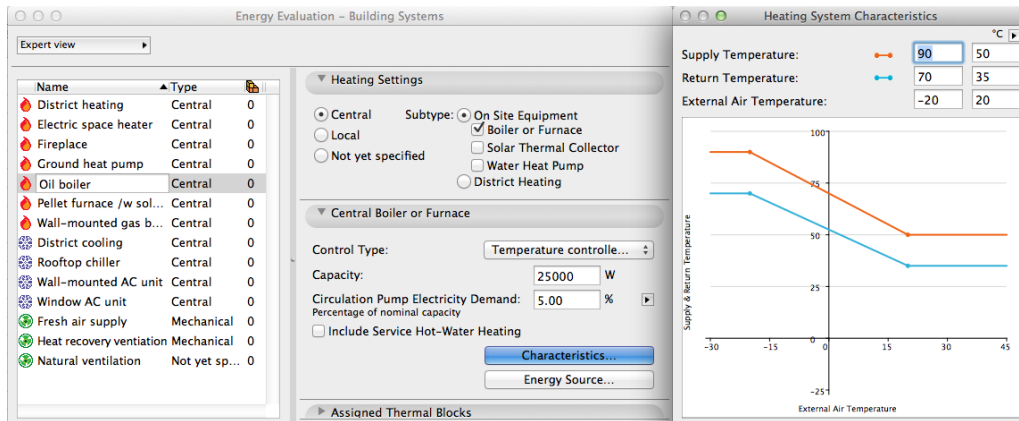 Energy Evaluation – Building Systems
Expert view
Name Type
District heating Central 0
Electric space heater Central 0
Fireplace Central 0
Ground heat pump Central 0
Oil boiler Central 0
Pellet furnace /w sol... Central 0
Wall-mounted gas b... Central 0
District cooling Central 0
Rooftop chiller Central 0
Wall-mounted AC unit Central 0
Window AC unit Central 0
Fresh air supply Mechanical 0
Heat recovery ventiation Mechanical 0
Natural ventilation Not yet sp... 0
Heating Settings
Central Subtype: On Site Equipment
Local Boiler or Furnace
Solar Thermal Collector
Not yet specified
Water Heat Pump
District Heating
Central Boiler or Furnace
Control Type: Temperature controlle...
Capacity: 25000 W
Circulation Pump Electricity Demand: 5.00 %
Percentage of nominal capacity
Include Service Hot-Water Heating
Characteristics...
Energy Source...
Assigned Thermal Blocks
Heating System Characteristics
°C
Supply Temperature: 90 50
Return Temperature: 70 35
External Air Temperature: -20 20
Supply & Return Temperature
100
75
50
25
0
-25
-30 -15 0 15 30 45
External Air Temperature